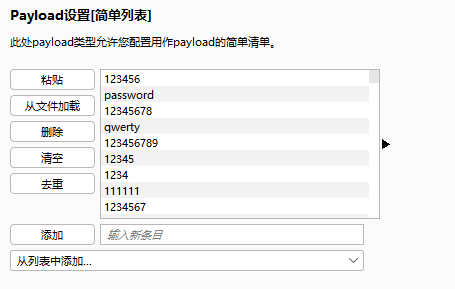 Payload设置[简单列表]
此处payload类型允许您配置用作payload的简单清单。
粘贴
从文件加载
删除
清空
去重
123456
password
12345678
qwerty
123456789
12345
1234
111111
1234567
添加
输入新条目
从列表中添加...